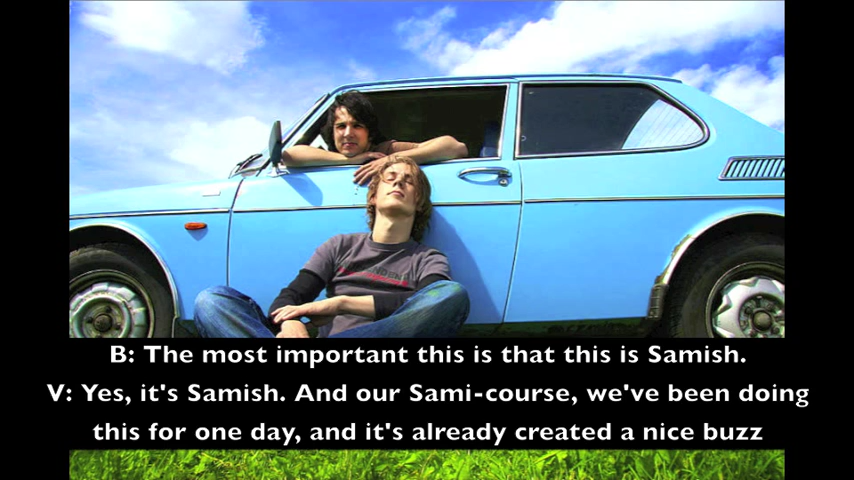 B: The most important this is that this is Samish.
V: Yes, it's Samish. And our Sami-course, we've been doing
this for one day, and it's already created a nice buzz